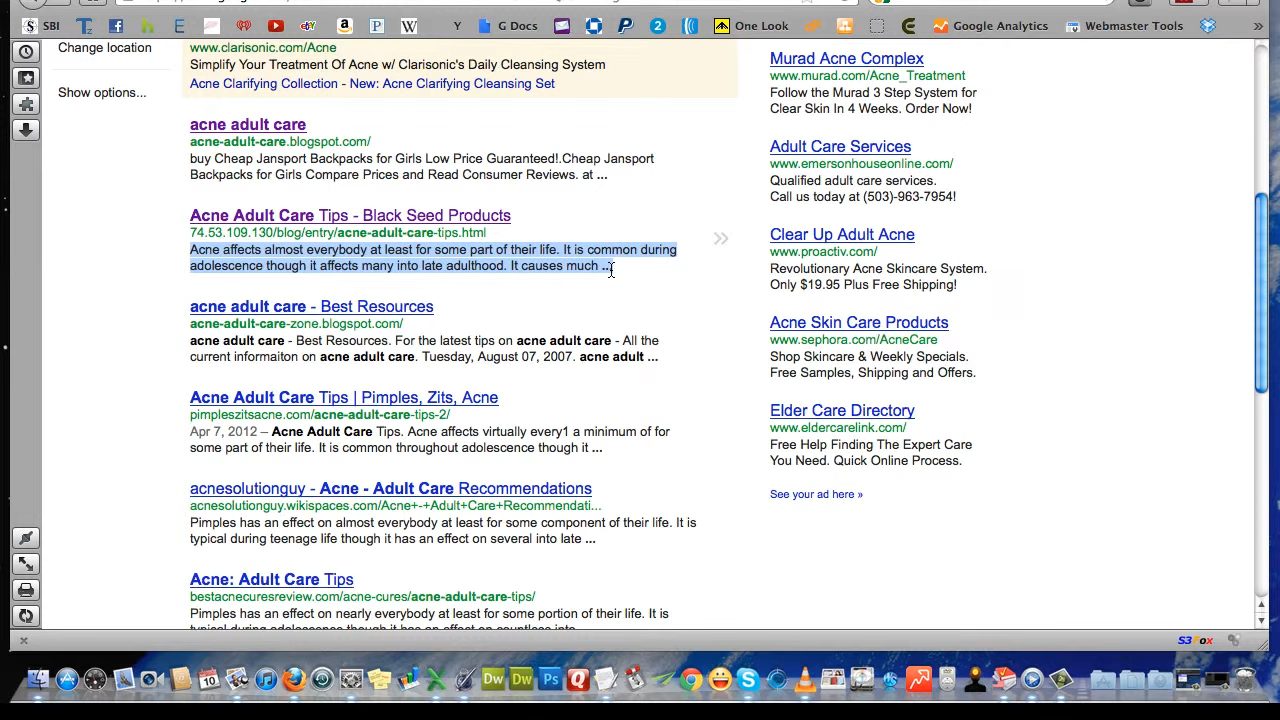 SBI
G Docs
One Look
Google Analytics
Webmaster Tools
»
Change location
Show options...
www.clarisonic.com/Acne
Simplify Your Treatment Of Acne w/ Clarisonic's Daily Cleansing System
Acne Clarifying Collection - New: Acne Clarifying Cleansing Set
acne adult care
acne-adult-care.blogspot.com/
buy Cheap Jansport Backpacks for Girls Low Price Guaranteed!.Cheap Jansport
Backpacks for Girls Compare Prices and Read Consumer Reviews. at ...
Acne Adult Care Tips - Black Seed Products
74.53.109.130/blog/entry/acne-adult-care-tips.html
Acne affects almost everybody at least for some part of their life. It is common during
adolescence though it affects many into late adulthood. It causes much ...
acne adult care - Best Resources
acne-adult-care-zone.blogspot.com/
acne adult care - Best Resources. For the latest tips on acne adult care - All the
current informaiton on acne adult care. Tuesday, August 07, 2007. acne adult ...
Acne Adult Care Tips | Pimples, Zits, Acne
pimpleszitsacne.com/acne-adult-care-tips-2/
Apr 7, 2012 – Acne Adult Care Tips. Acne affects virtually every1 a minimum of for
some part of their life. It is common throughout adolescence though it ...
acnesolutionguy - Acne - Adult Care Recommendations
acnesolutionguy.wikispaces.com/Acne+-+Adult+Care+Recommendati...
Pimples has an effect on almost everybody at least for some component of their life. It is
typical during teenage life though it has an effect on several into late ...
Acne: Adult Care Tips
bestacnecuresreview.com/acne-cures/acne-adult-care-tips/
Pimples has an effect on nearly everybody at least for some portion of their life. It is
typical during adolescence though it has an effect on countless into
Murad Acne Complex
www.murad.com/Acne_Treatment
Follow the Murad 3 Step System for
Clear Skin In 4 Weeks. Order Now!
Adult Care Services
www.emersonhouseonline.com/
Qualified adult care services.
Call us today at (503)-963-7954!
Clear Up Adult Acne
www.proactiv.com/
Revolutionary Acne Skincare System.
Only $19.95 Plus Free Shipping!
Acne Skin Care Products
www.sephora.com/AcneCare
Shop Skincare & Weekly Specials.
Free Samples, Shipping and Offers.
Elder Care Directory
www.eldercarelink.com/
Free Help Finding The Expert Care
You Need. Quick Online Process.
See your ad here »
S3Fox